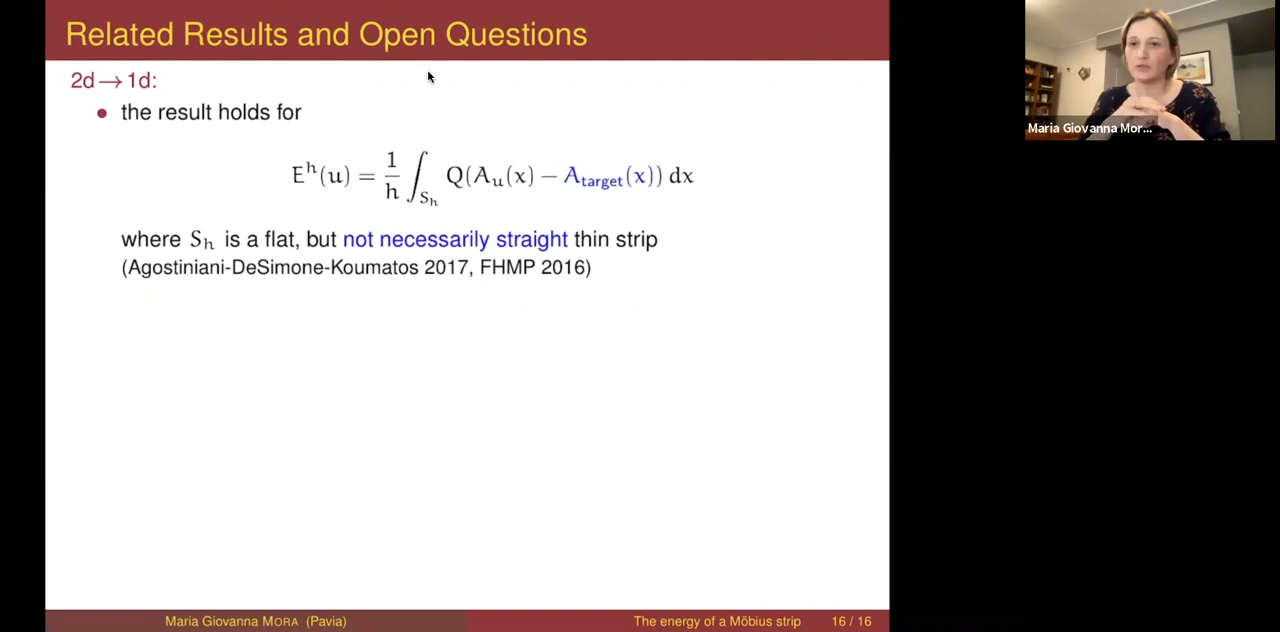 Related Results and Open Questions
2d → 1d:
• the result holds for
Eʰ(u) = 1/h ∫_{S_h} Q(A_u(x) − A_target(x)) dx
where S_h is a flat, but not necessarily straight thin strip
(Agostiniani-DeSimone-Koumatos 2017, FHMP 2016)
Maria Giovanna MORA (Pavia)
The energy of a Möbius strip
16 / 16
Maria Giovanna Mor...